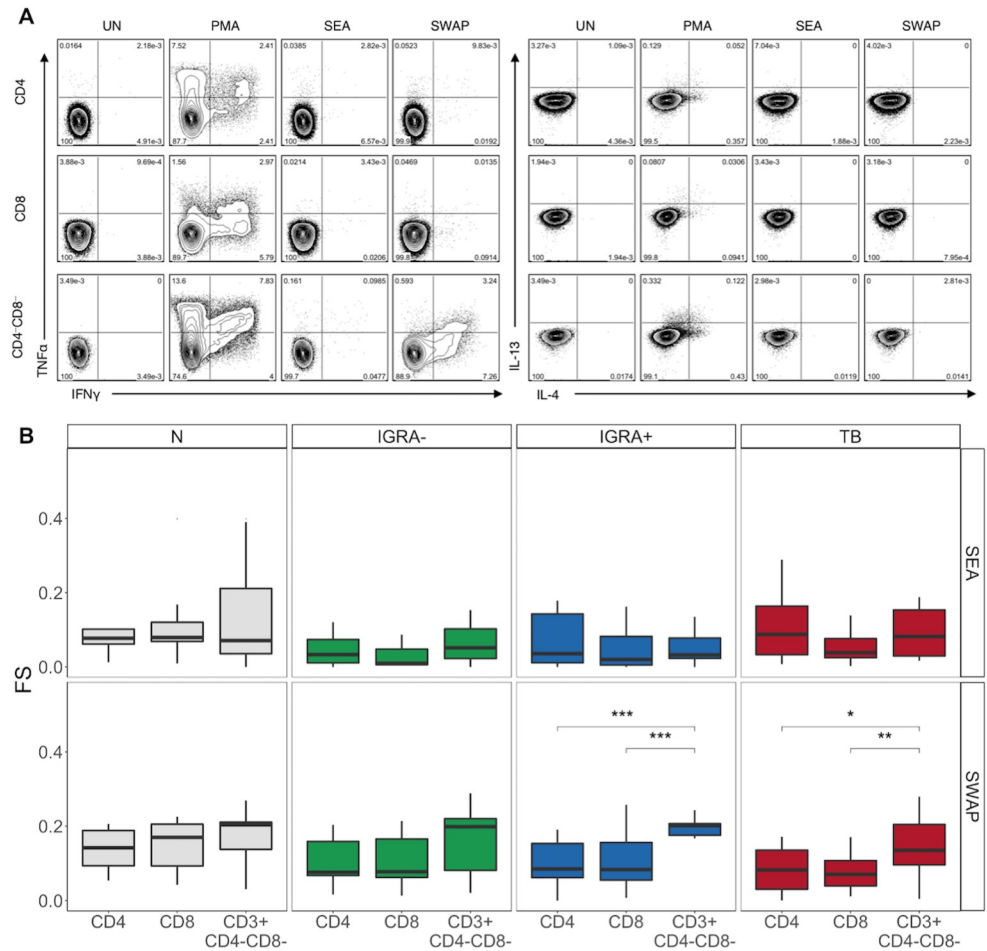 A
UN PMA SEA SWAP UN PMA SEA SWAP
CD4
0.0164 2.18e-3 7.52 2.41 0.0385 2.82e-3 0.0523 9.83e-3 3.27e-3 1.09e-3 0.129 0.052 7.04e-3 0 4.02e-3 0
100 4.91e-3 87.7 2.41 100 6.57e-3 99.9 0.0192 100 4.36e-3 99.5 0.357 100 1.88e-3 100 2.23e-3
CD8
3.88e-3 9.69e-4 1.56 2.97 0.0214 3.43e-3 0.0469 0.0135 1.94e-3 0 0.0807 0.0306 3.43e-3 0 3.18e-3 0
100 3.88e-3 89.7 5.79 100 0.0206 99.8 0.0914 100 1.94e-3 99.8 0.0941 100 0 100 7.95e-4
CD4-CD8-
3.49e-3 0 13.6 7.83 0.161 0.0985 0.593 3.24 3.49e-3 0 0.332 0.122 2.98e-3 0 0 2.81e-3
100 3.49e-3 74.6 4 99.7 0.0477 88.9 7.26 100 0.0174 99.1 0.43 100 0.0119 100 0.0141
TNFα
IFNγ
IL-13
IL-4
B
N IGRA- IGRA+ TB
0.4
0.2
0.0
SEA
FS
*** *
*** **
0.4
0.2
0.0
SWAP
CD4 CD8 CD3+ CD4 CD8 CD3+ CD4 CD8 CD3+ CD4 CD8 CD3+
CD4-CD8- CD4-CD8- CD4-CD8- CD4-CD8-